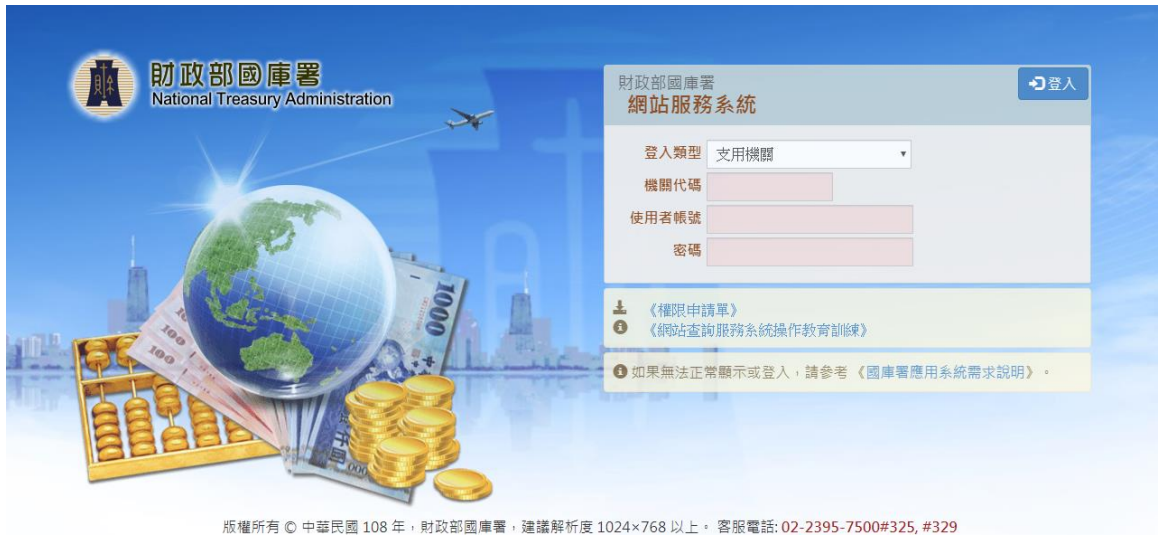 財政部國庫署
National Treasury Administration
財政部國庫署
網站服務系統
登入
登入類型 支用機關
機關代碼
使用者帳號
密碼
《權限申請單》
《網站查詢服務系統操作教育訓練》
如果無法正常顯示或登入，請參考《國庫署應用系統需求說明》。
1000
100
100
版權所有 © 中華民國 108 年，財政部國庫署，建議解析度 1024×768 以上。 客服電話: 02-2395-7500#325, #329